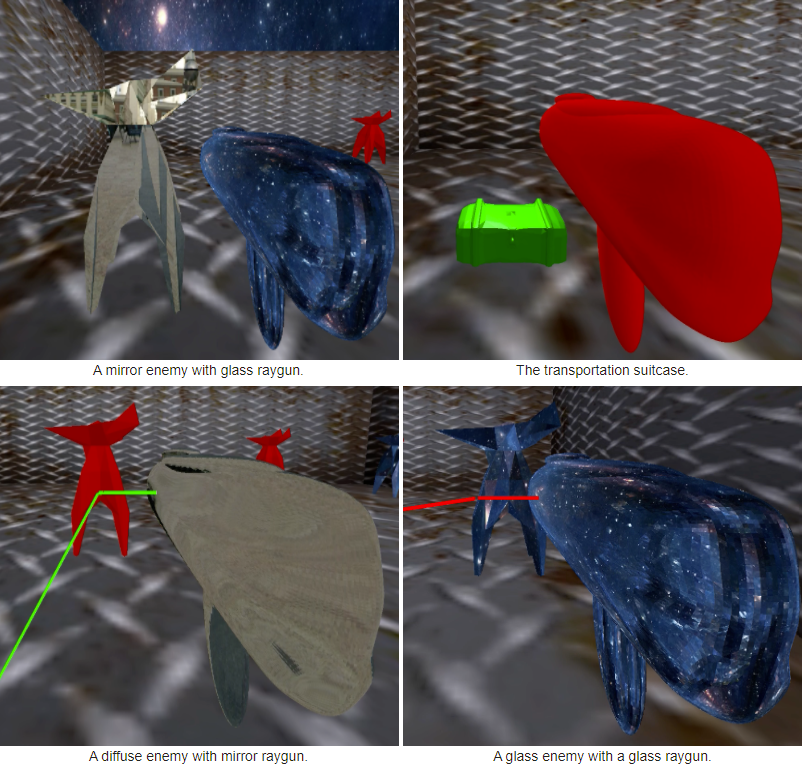 A mirror enemy with glass raygun.
The transportation suitcase.
A diffuse enemy with mirror raygun.
A glass enemy with a glass raygun.